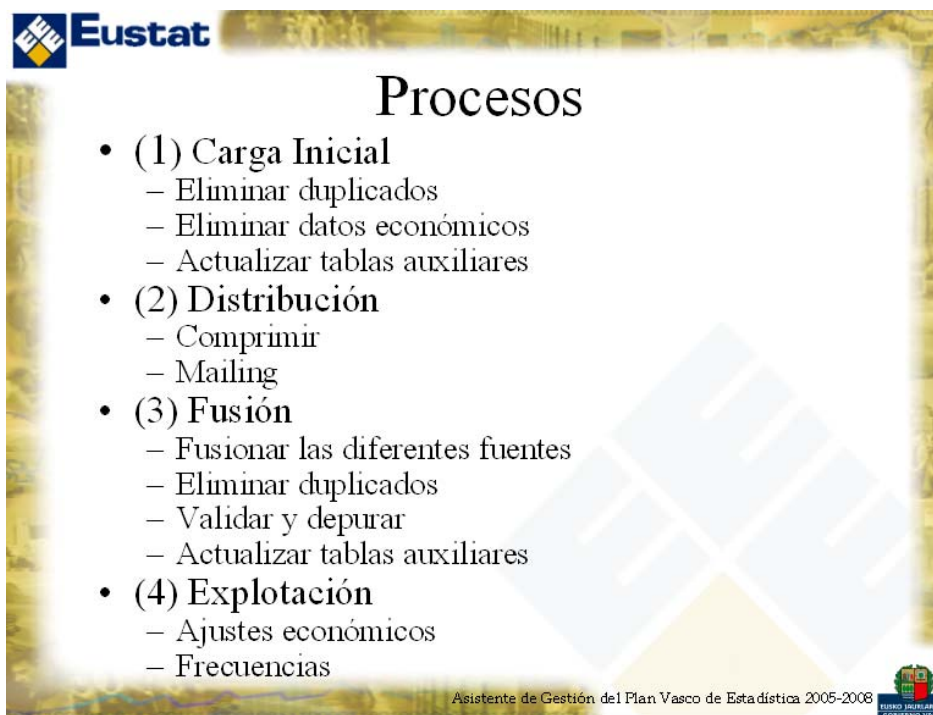 Eustat
Procesos
• (1) Carga Inicial
– Eliminar duplicados
– Eliminar datos económicos
– Actualizar tablas auxiliares
• (2) Distribución
– Comprimir
– Mailing
• (3) Fusión
– Fusionar las diferentes fuentes
– Eliminar duplicados
– Validar y depurar
– Actualizar tablas auxiliares
• (4) Explotación
– Ajustes económicos
– Frecuencias
Asistente de Gestión del Plan Vasco de Estadística 2005-2008